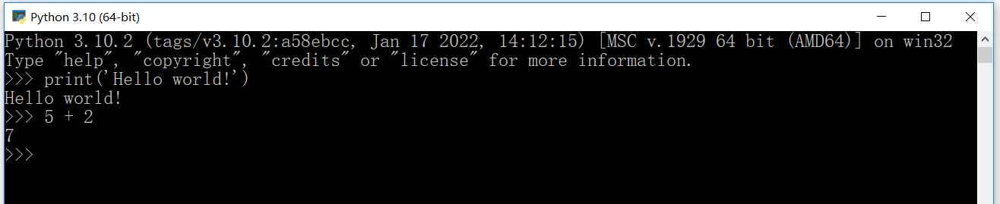 Python 3.10 (64-bit)
Python 3.10.2 (tags/v3.10.2:a58ebcc, Jan 17 2022, 14:12:15) [MSC v.1929 64 bit (AMD64)] on win32
Type "help", "copyright", "credits" or "license" for more information.
>>> print('Hello world!')
Hello world!
>>> 5 + 2
7
>>>